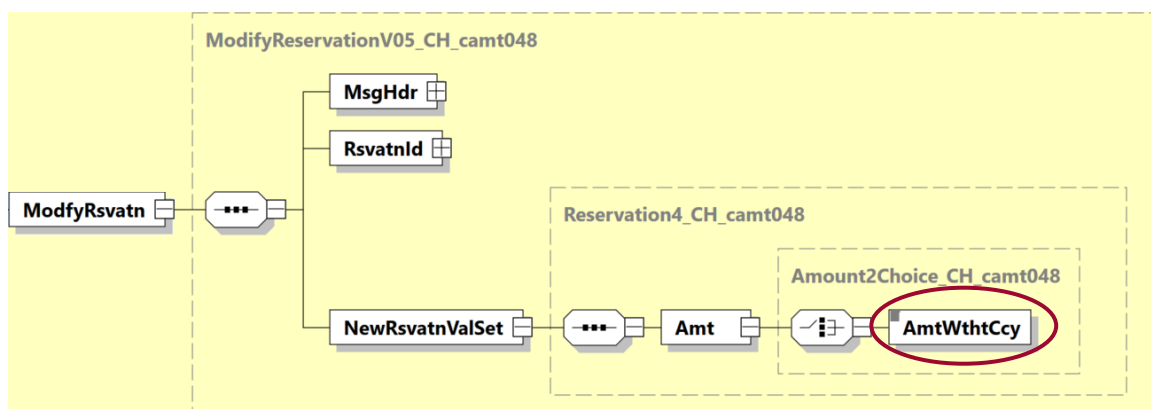 ModifyReservationV05_CH_camt048
MsgHdr
RsvatnId
ModfyRsvatn
Reservation4_CH_camt048
Amount2Choice_CH_camt048
NewRsvatnValSet
Amt
AmtWthtCcy